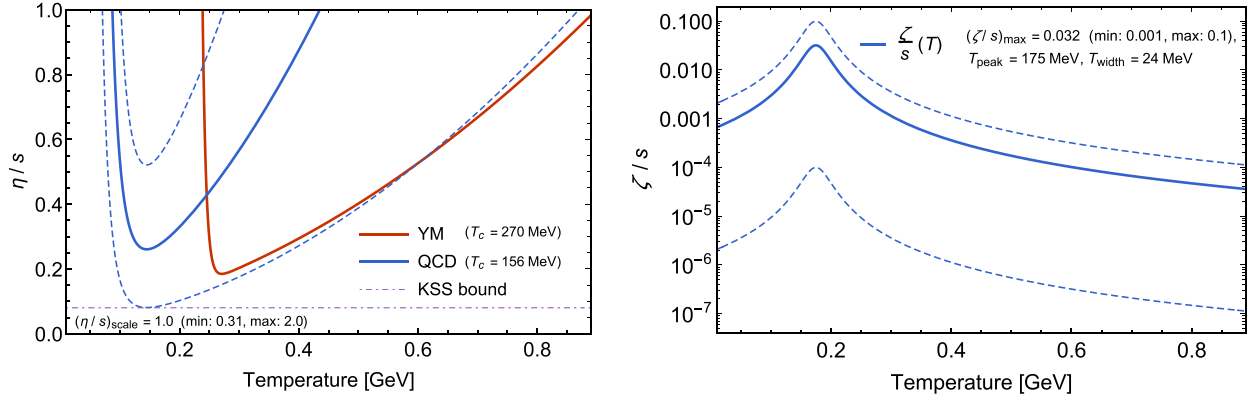 1.0
0.8
0.6
0.4
0.2
0.0
η / s
YM (T_c = 270 MeV)
QCD (T_c = 156 MeV)
KSS bound
(η / s)_scale = 1.0 (min: 0.31, max: 2.0)
0.2 0.4 0.6 0.8
Temperature [GeV]
0.100
0.010
0.001
10^-4
10^-5
10^-6
10^-7
ζ / s
ζ/s (T)
(ζ / s)_max = 0.032 (min: 0.001, max: 0.1),
T_peak = 175 MeV, T_width = 24 MeV
0.2 0.4 0.6 0.8
Temperature [GeV]